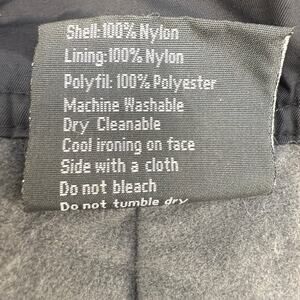 Shell:100% Nylon
Lining:100% Nylon
Polyfil:100% Polyester
Machine Washable
Dry Cleanable
Cool ironing on face
Side with a cloth
Do not bleach
Do not tumble dry